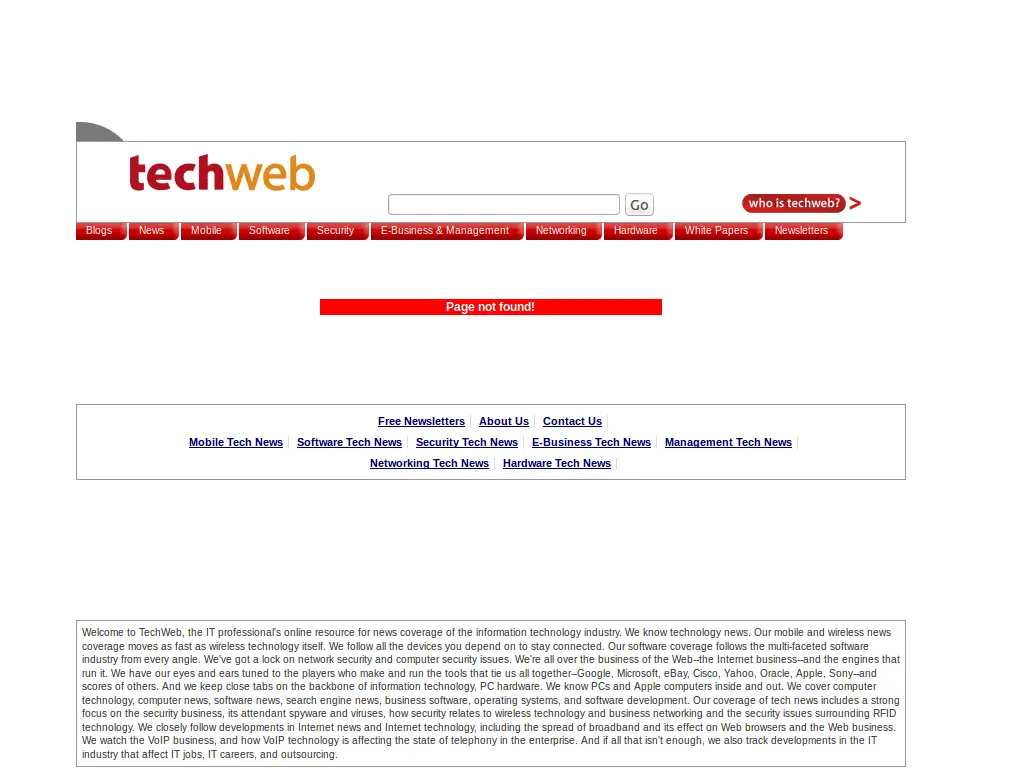 techweb
Go
who is techweb? >
Blogs News Mobile Software Security E-Business & Management Networking Hardware White Papers Newsletters
Page not found!
Free Newsletters About Us Contact Us
Mobile Tech News Software Tech News Security Tech News E-Business Tech News Management Tech News
Networking Tech News Hardware Tech News
Welcome to TechWeb, the IT professional's online resource for news coverage of the information technology industry. We know technology news. Our mobile and wireless news
coverage moves as fast as wireless technology itself. We follow all the devices you depend on to stay connected. Our software coverage follows the multi-faceted software
industry from every angle. We've got a lock on network security and computer security issues. We're all over the business of the Web--the Internet business--and the engines that
run it. We have our eyes and ears tuned to the players who make and run the tools that tie us all together--Google, Microsoft, eBay, Cisco, Yahoo, Oracle, Apple, Sony--and
scores of others. And we keep close tabs on the backbone of information technology, PC hardware. We know PCs and Apple computers inside and out. We cover computer
technology, computer news, software news, search engine news, business software, operating systems, and software development. Our coverage of tech news includes a strong
focus on the security business, its attendant spyware and viruses, how security relates to wireless technology and business networking and the security issues surrounding RFID
technology. We closely follow developments in Internet news and Internet technology, including the spread of broadband and its effect on Web browsers and the Web business.
We watch the VoIP business, and how VoIP technology is affecting the state of telephony in the enterprise. And if all that isn't enough, we also track developments in the IT
industry that affect IT jobs, IT careers, and outsourcing.